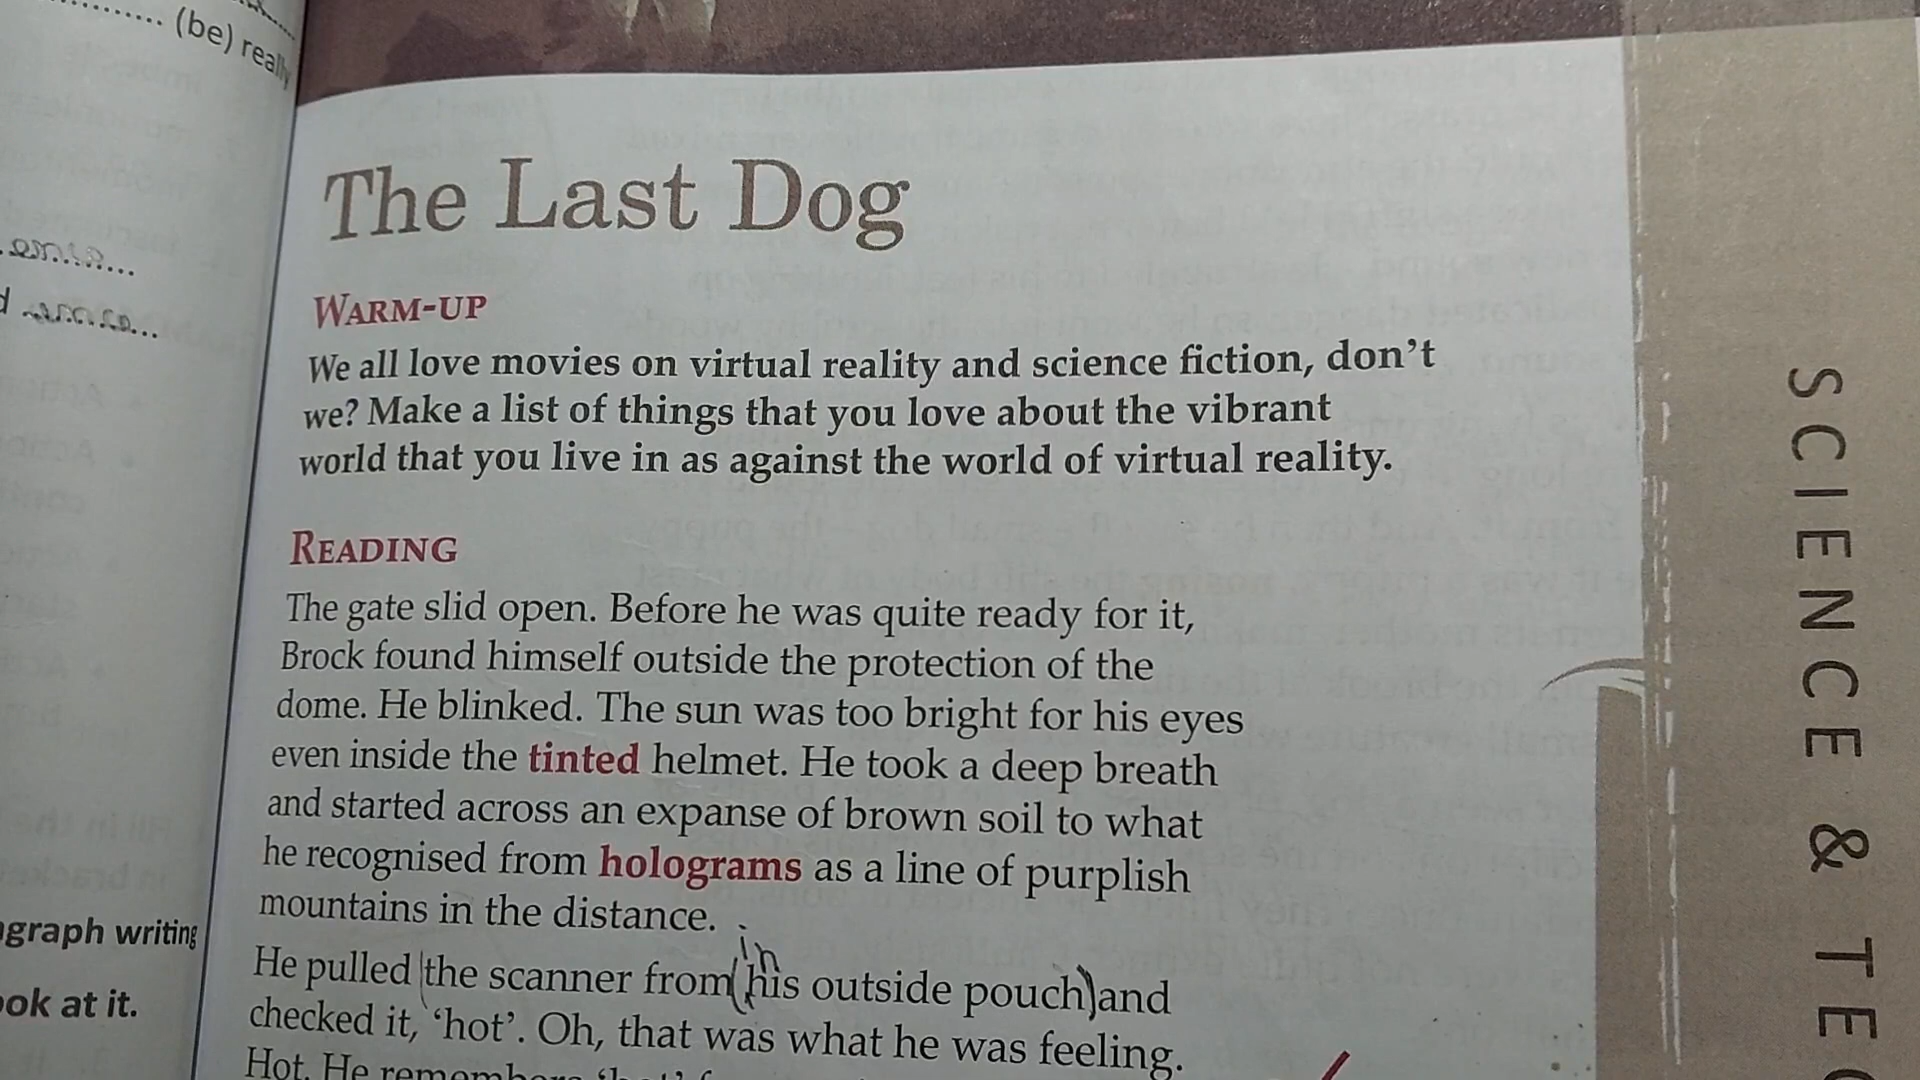 (be) really
The Last Dog
WARM-UP
We all love movies on virtual reality and science fiction, don't
we? Make a list of things that you love about the vibrant
world that you live in as against the world of virtual reality.
READING
The gate slid open. Before he was quite ready for it,
Brock found himself outside the protection of the
dome. He blinked. The sun was too bright for his eyes
even inside the tinted helmet. He took a deep breath
and started across an expanse of brown soil to what
he recognised from holograms as a line of purplish
mountains in the distance.
in
He pulled the scanner from (his outside pouch) and
checked it, 'hot'. Oh, that was what he was feeling.
Hot. He
writing
at it.
SCIENCE &